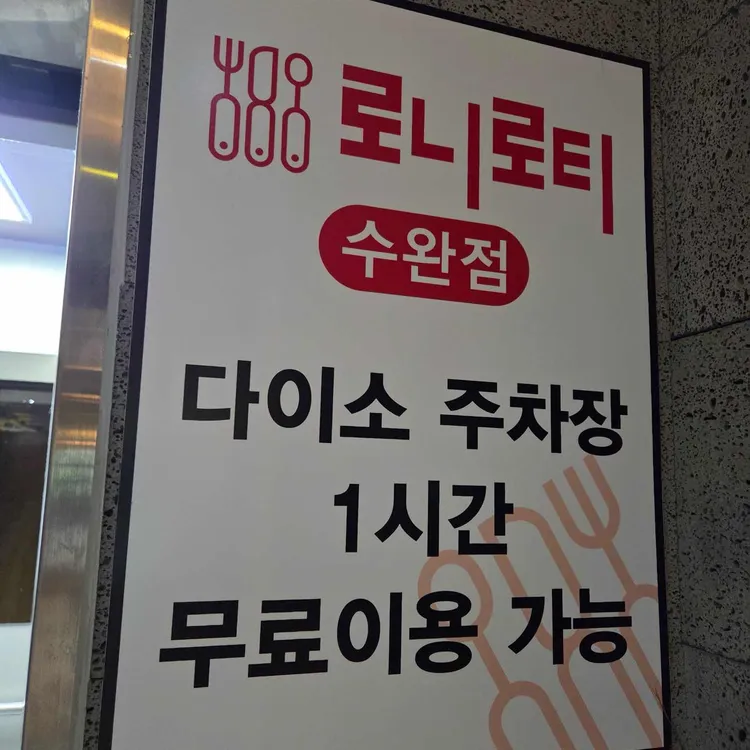 로니로티
수완점
다이소 주차장
1시간
무료이용 가능